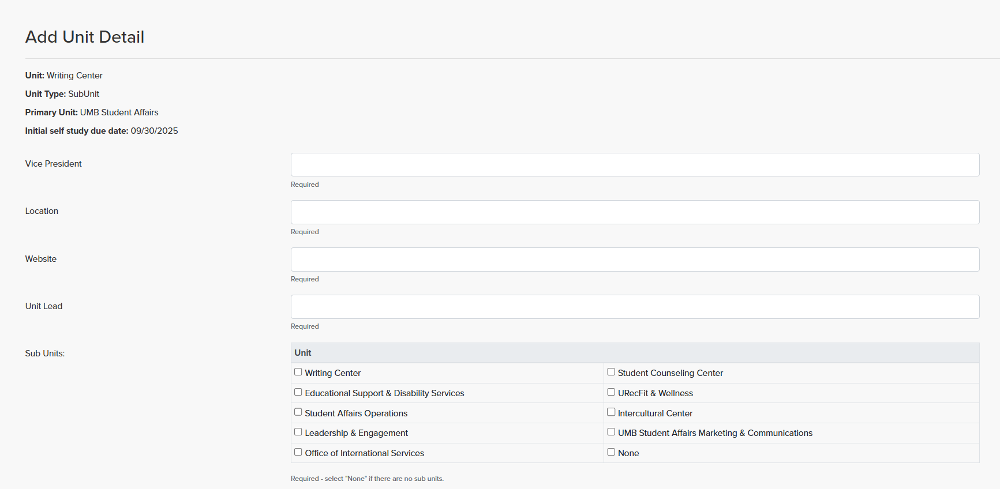 Add Unit Detail
Unit: Writing Center
Unit Type: SubUnit
Primary Unit: UMB Student Affairs
Initial self study due date: 09/30/2025
Vice President
Required
Location
Required
Website
Required
Unit Lead
Required
Sub Units:
Unit
Writing Center
Student Counseling Center
Educational Support & Disability Services
URecFit & Wellness
Student Affairs Operations
Intercultural Center
Leadership & Engagement
UMB Student Affairs Marketing & Communications
Office of International Services
None
Required - select "None" if there are no sub units.